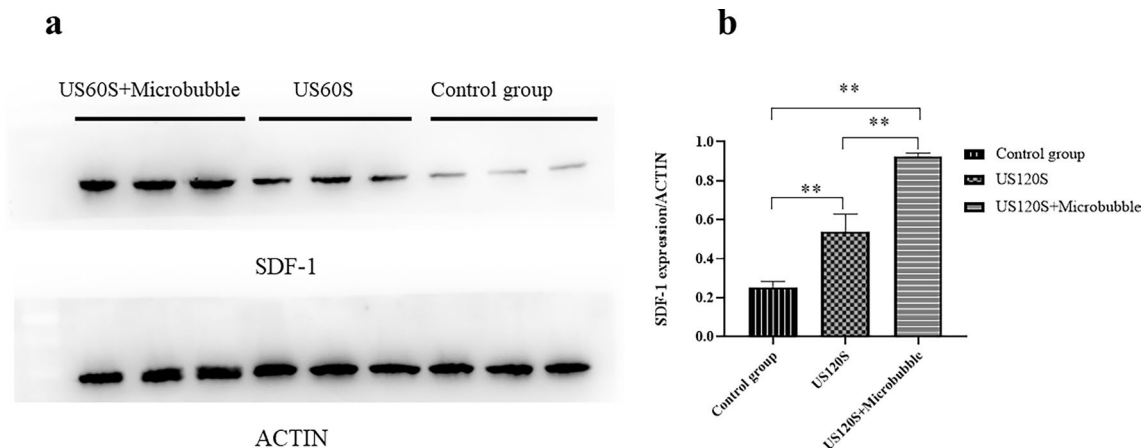 a
US60S+Microbubble US60S Control group
SDF-1
ACTIN
b
**
**
**
SDF-1 expression/ACTIN
1.0
0.8
0.6
0.4
0.2
0.0
Control group
US120S
US120S+Microbubble
Control group
US120S
US120S+Microbubble